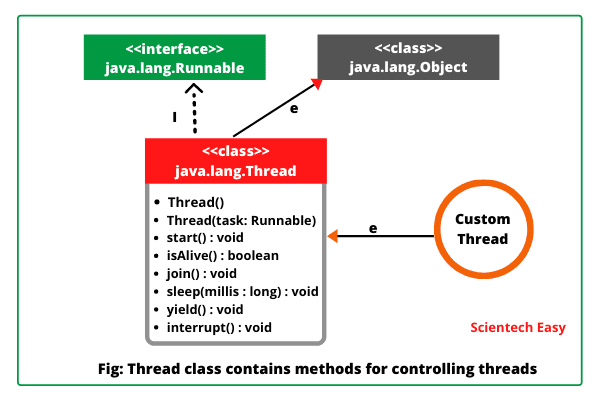 <<interface>>
java.lang.Runnable
<<class>>
java.lang.Object
I
e
<<class>>
java.lang.Thread
• Thread()
• Thread(task: Runnable)
• start() : void
• isAlive() : boolean
• join() : void
• sleep(millis : long) : void
• yield() : void
• interrupt() : void
e
Custom
Thread
Scientech Easy
Fig: Thread class contains methods for controlling threads